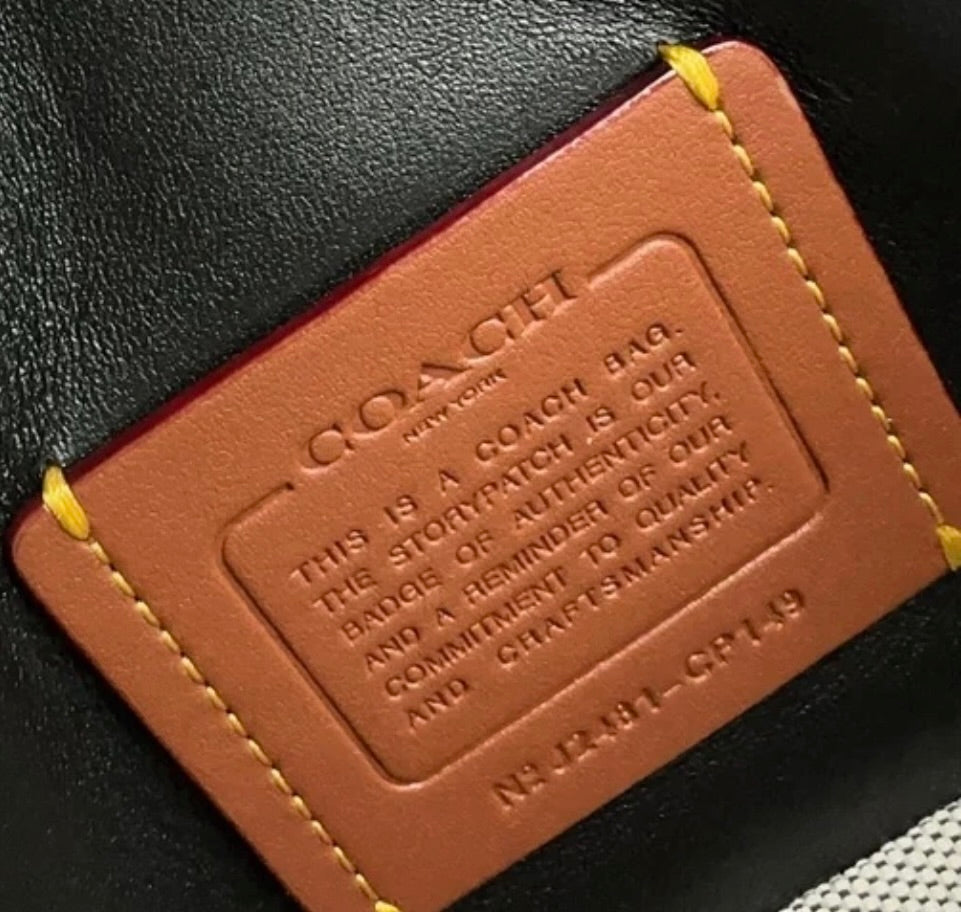 COACH
NEW YORK
THIS IS A COACH BAG.
THE STORYPATCH IS OUR
BADGE OF AUTHENTICITY,
AND A REMINDER OF OUR
COMMITMENT TO QUALITY
AND CRAFTSMANSHIP.
Nº J2481-CP149